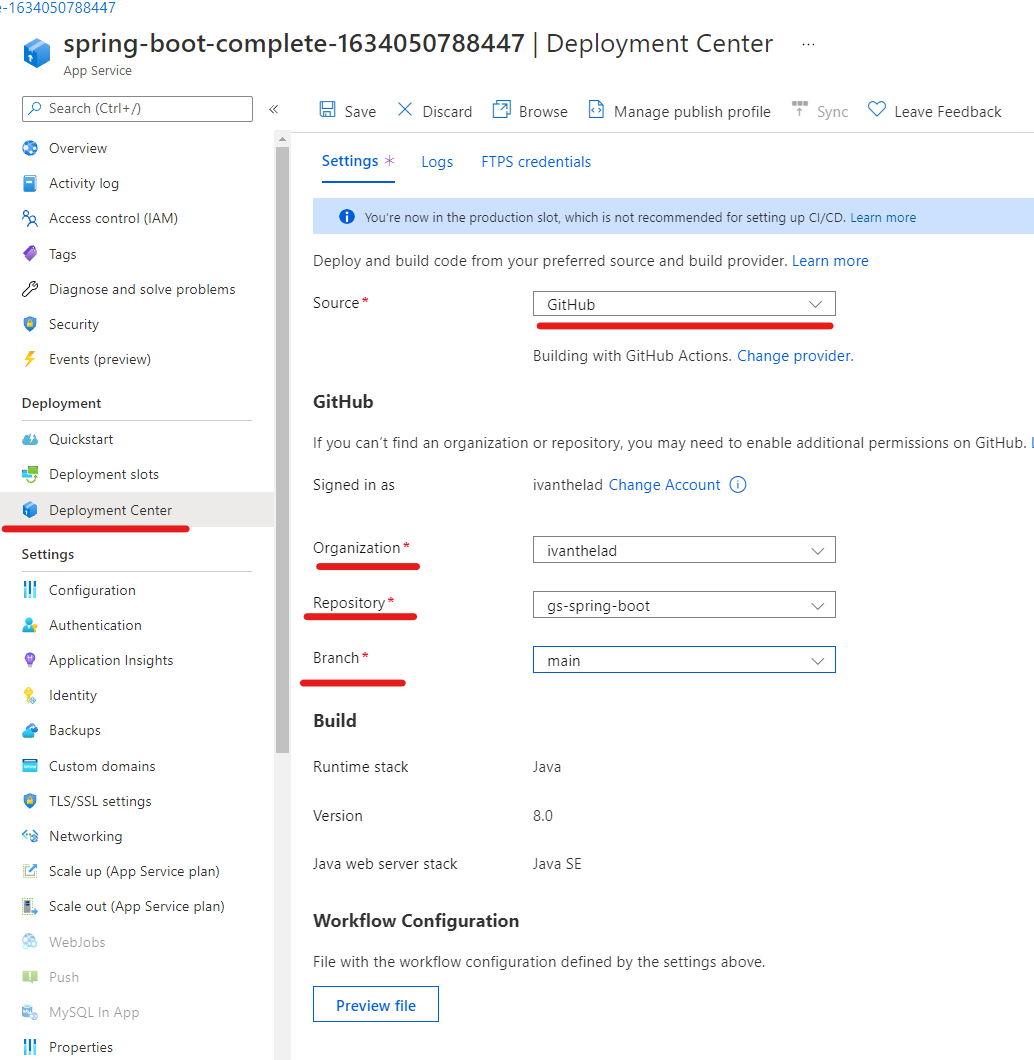 e-1634050788447
spring-boot-complete-1634050788447 | Deployment Center ...
App Service
Search (Ctrl+/)
«
Overview
Activity log
Access control (IAM)
Tags
Diagnose and solve problems
Security
Events (preview)
Deployment
Quickstart
Deployment slots
Deployment Center
Settings
Configuration
Authentication
Application Insights
Identity
Backups
Custom domains
TLS/SSL settings
Networking
Scale up (App Service plan)
Scale out (App Service plan)
WebJobs
Push
MySQL In App
Properties
Save Discard Browse Manage publish profile Sync Leave Feedback
Settings * Logs FTPS credentials
You're now in the production slot, which is not recommended for setting up CI/CD. Learn more
Deploy and build code from your preferred source and build provider. Learn more
Source* GitHub
Building with GitHub Actions. Change provider.
GitHub
If you can't find an organization or repository, you may need to enable additional permissions on GitHub.
Signed in as ivanthelad Change Account
Organization* ivanthelad
Repository* gs-spring-boot
Branch* main
Build
Runtime stack Java
Version 8.0
Java web server stack Java SE
Workflow Configuration
File with the workflow configuration defined by the settings above.
Preview file